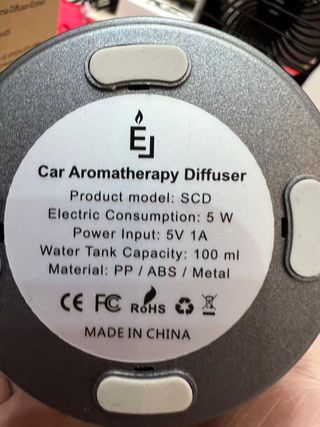 EJ
Car Aromatherapy Diffuser
Product model: SCD
Electric Consumption: 5 W
Power Input: 5V 1A
Water Tank Capacity: 100 ml
Material: PP / ABS / Metal
CE FC RoHS
MADE IN CHINA